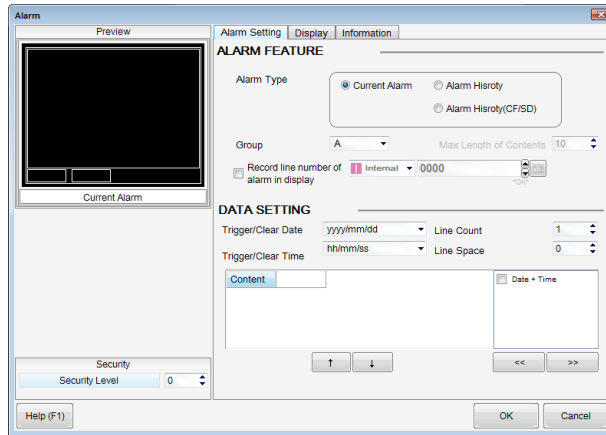 Alarm
Preview
Current Alarm
Security
Security Level 0
Alarm Setting Display Information
ALARM FEATURE
Alarm Type
Current Alarm Alarm Hisroty
Alarm Hisroty(CF/SD)
Group A Max Length of Contents 10
Record line number of alarm in display Internal 0000
"OK"
DATA SETTING
Trigger/Clear Date yyyy/mm/dd Line Count 1
Trigger/Clear Time hh/mm/ss Line Space 0
Content Date + Time
↑ ↓ << >>
Help (F1) OK Cancel